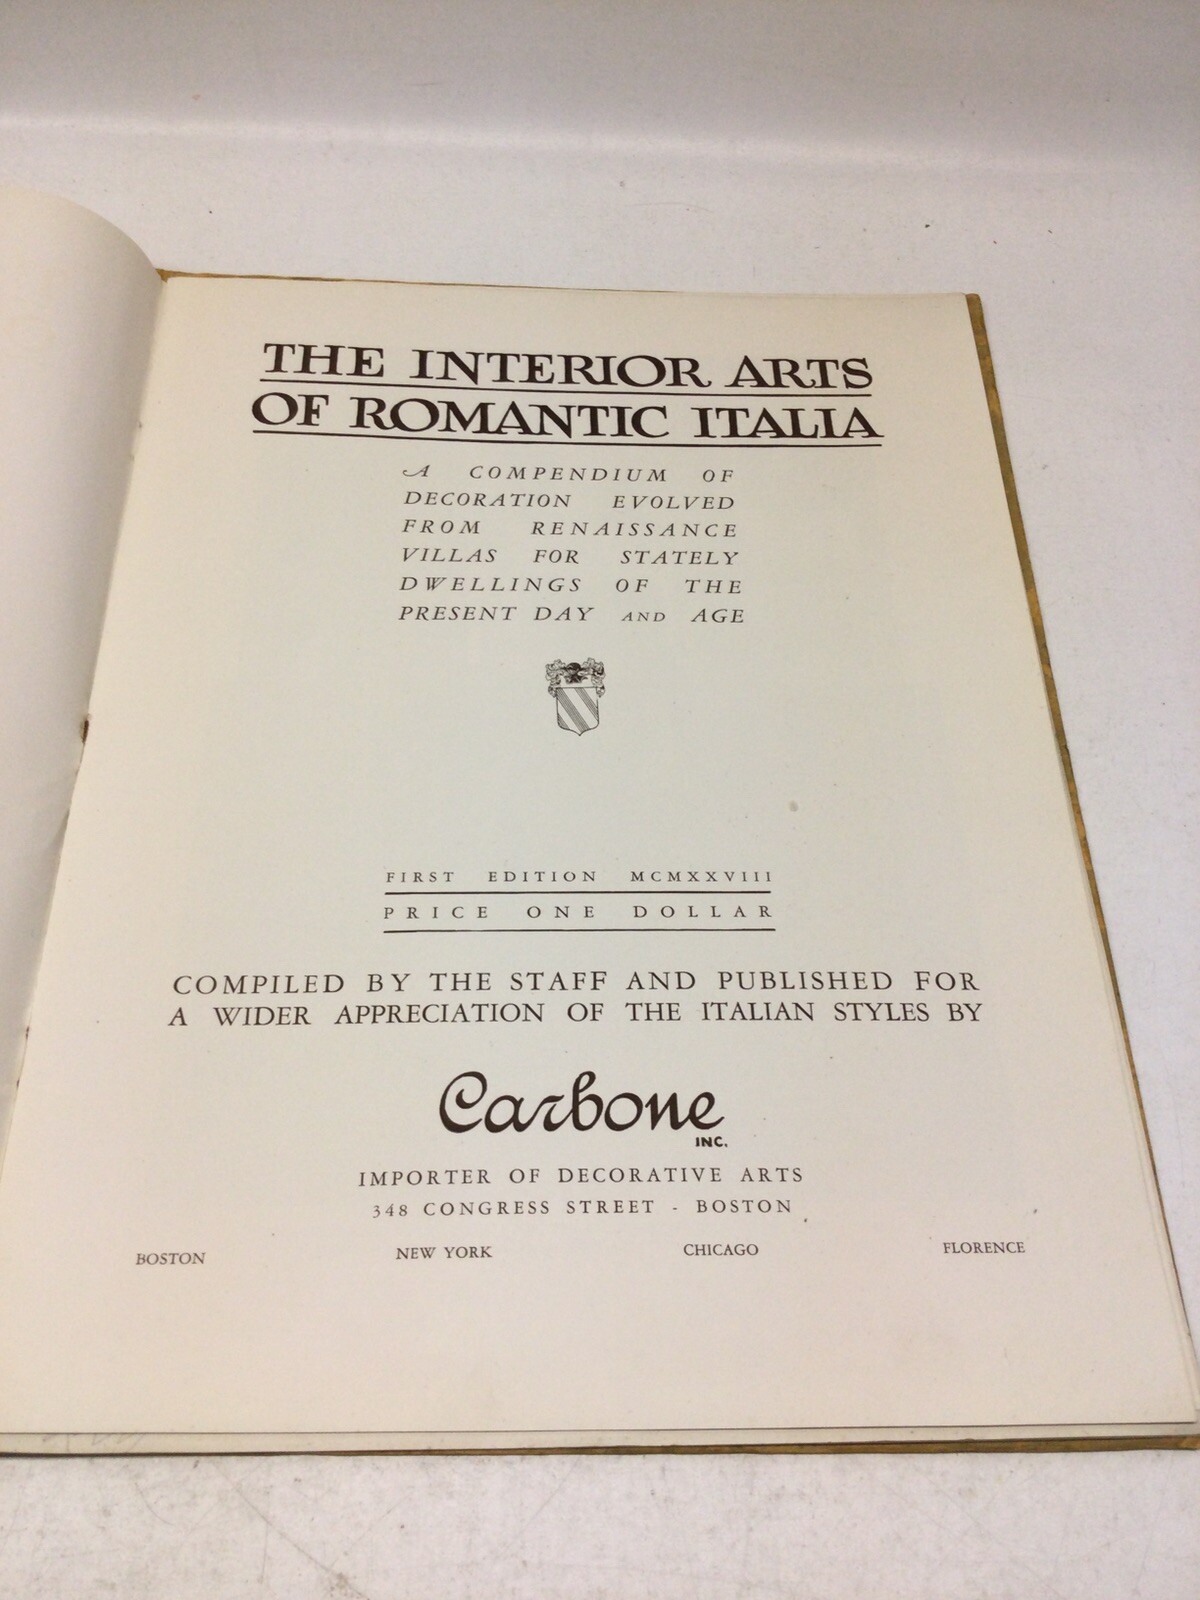 THE INTERIOR ARTS
OF ROMANTIC ITALIA
A COMPENDIUM OF
DECORATION EVOLVED
FROM RENAISSANCE
VILLAS FOR STATELY
DWELLINGS OF THE
PRESENT DAY AND AGE
FIRST EDITION MCMXXVIII
PRICE ONE DOLLAR
COMPILED BY THE STAFF AND PUBLISHED FOR
A WIDER APPRECIATION OF THE ITALIAN STYLES BY
Carbone
INC.
IMPORTER OF DECORATIVE ARTS
348 CONGRESS STREET - BOSTON
BOSTON NEW YORK CHICAGO FLORENCE